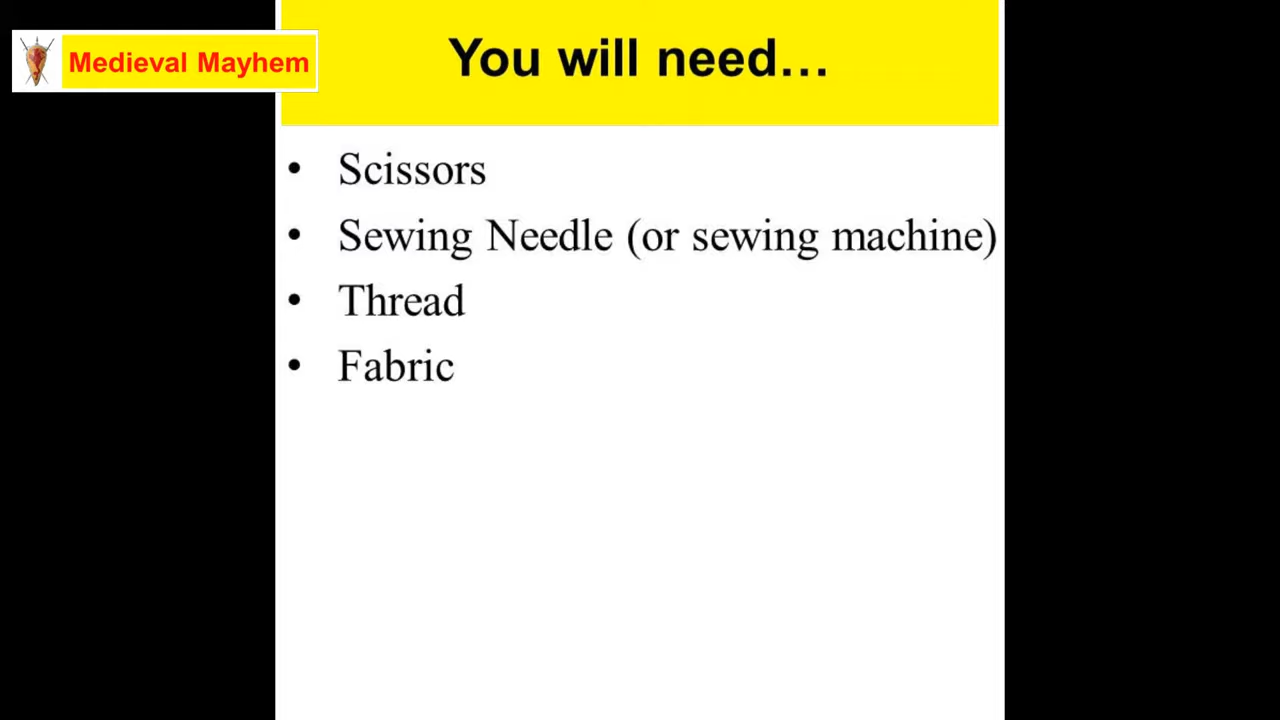 Medieval Mayhem
You will need…
• Scissors
• Sewing Needle (or sewing machine)
• Thread
• Fabric